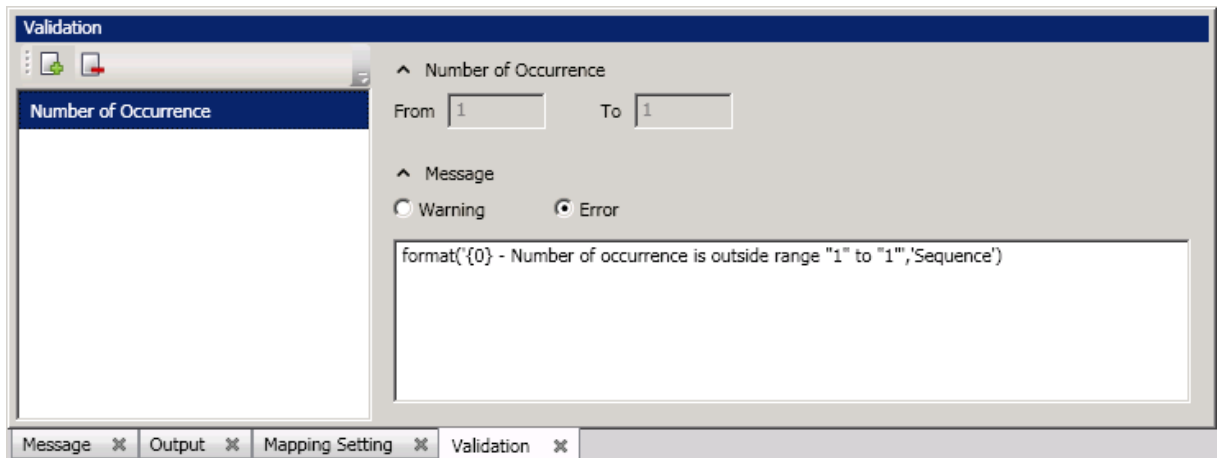 Validation
Number of Occurrence
Number of Occurrence
From 1 To 1
Message
Warning Error
format('{0} - Number of occurrence is outside range "1" to "1"','Sequence')
Message Output Mapping Setting Validation